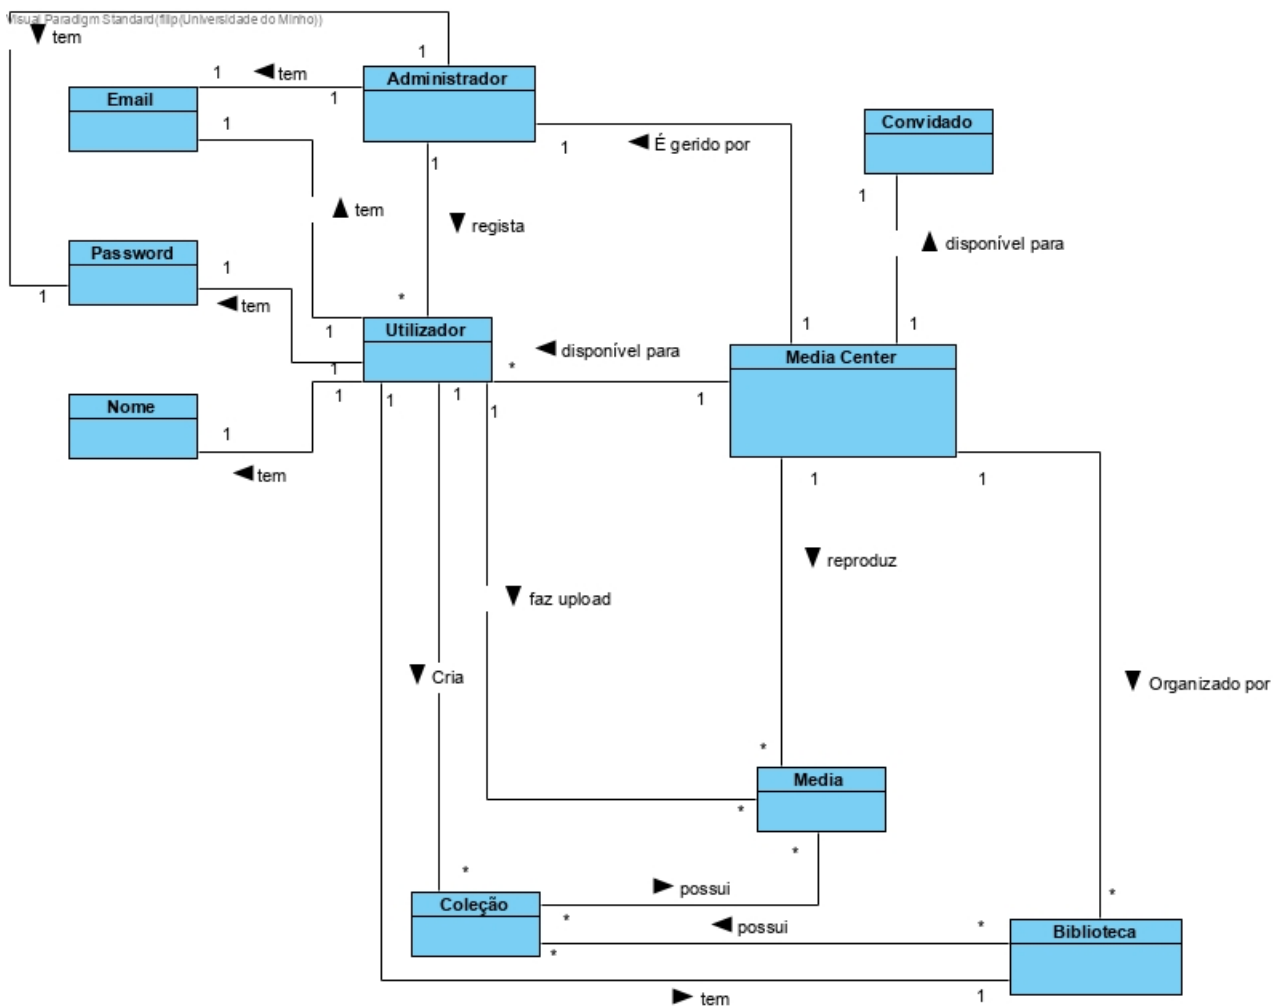 Visual Paradigm Standard(filip(Universidade do Minho))
tem
1
Administrador
1
tem
1
Email
1
1
É gerido por
Convidado
1
1
regista
tem
1
disponível para
Password
1
tem
1
*
1
Utilizador
1
disponível para
*
1
1
1
Media Center
1
Nome
1
1
1
1
1
tem
1
1
reproduz
faz upload
Cria
Organizado por
*
Media
*
*
*
Coleção
possui
*
possui
*
*
*
Biblioteca
tem
1